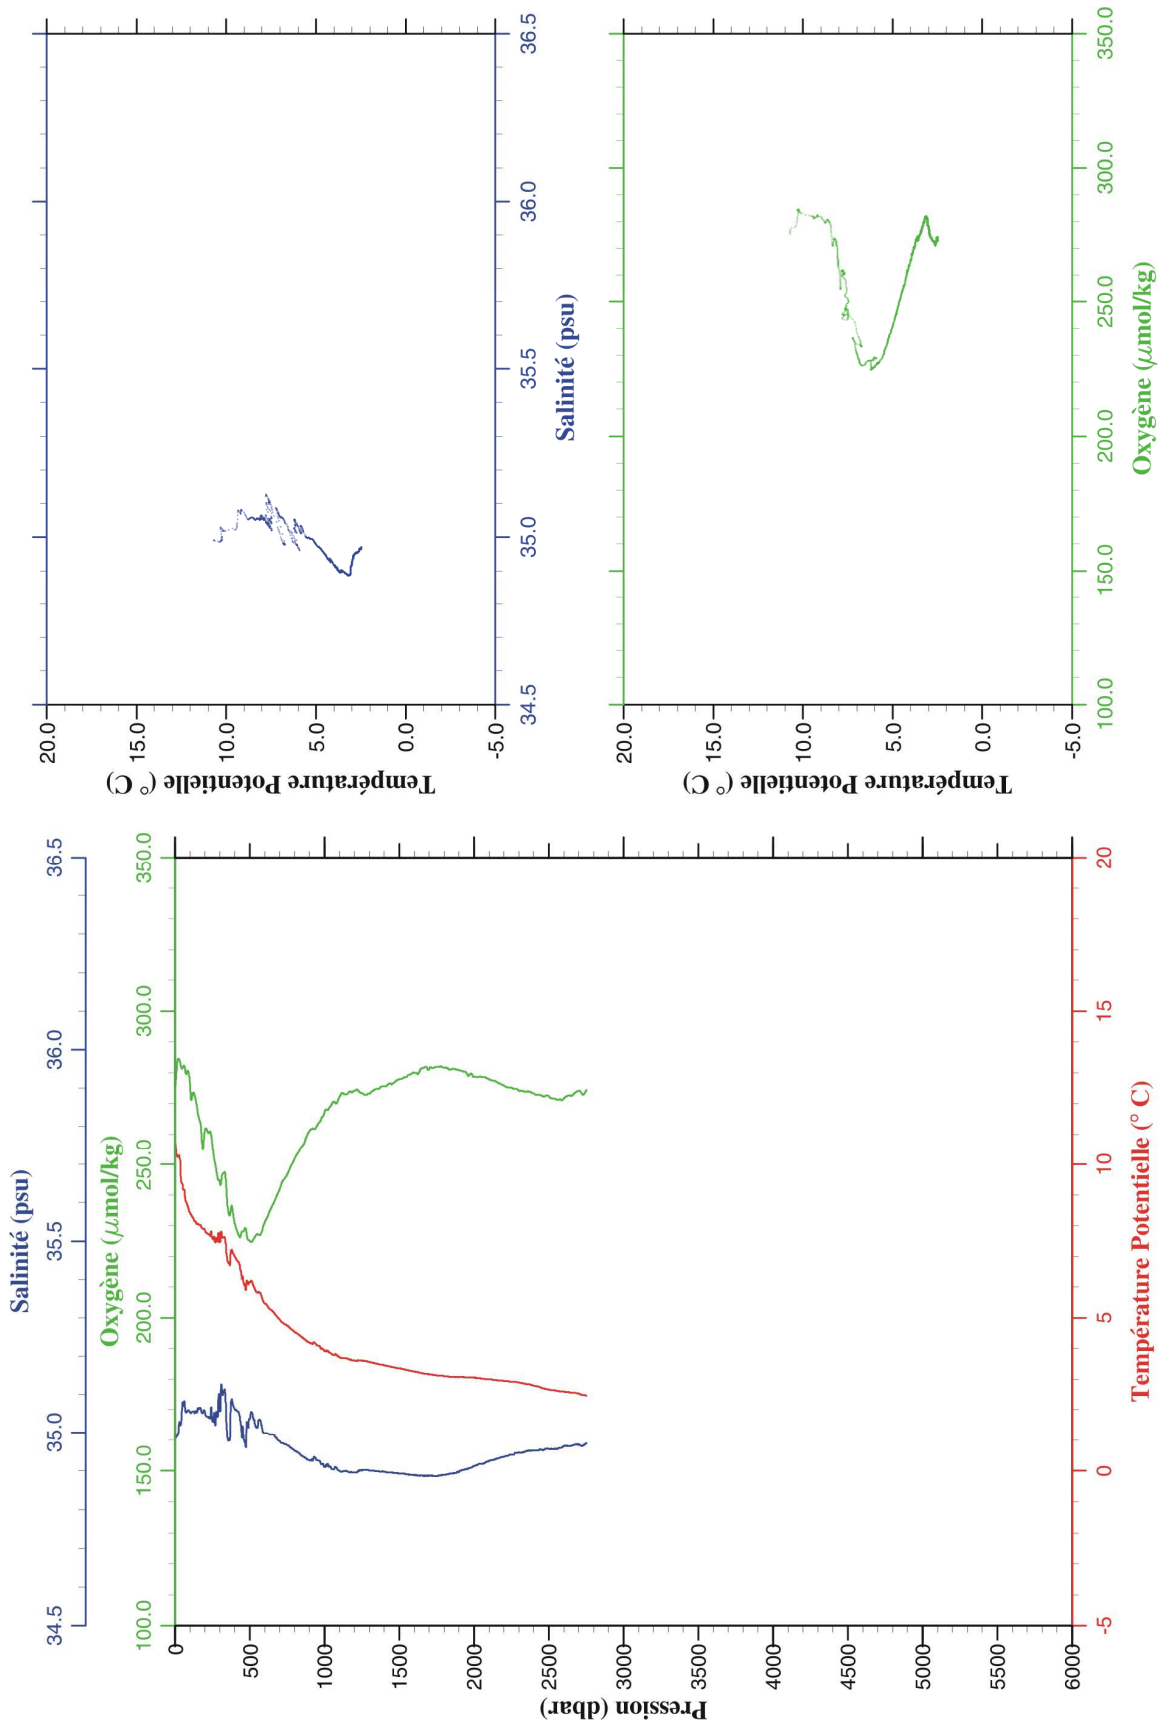 Salinité (psu)
34.5 35.0 35.5 36.0 36.5
Oxygène (μmol/kg)
100.0 150.0 200.0 250.0 300.0 350.0
Pression (dbar)
0
500
1000
1500
2000
2500
3000
3500
4000
4500
5000
5500
6000
-5 0 5 10 15 20
Température Potentielle (° C)
Température Potentielle (° C)
20.0
15.0
10.0
5.0
0.0
-5.0
34.5 35.0 35.5 36.0 36.5
Salinité (psu)
Température Potentielle (° C)
20.0
15.0
10.0
5.0
0.0
-5.0
100.0 150.0 200.0 250.0 300.0 350.0
Oxygène (μmol/kg)